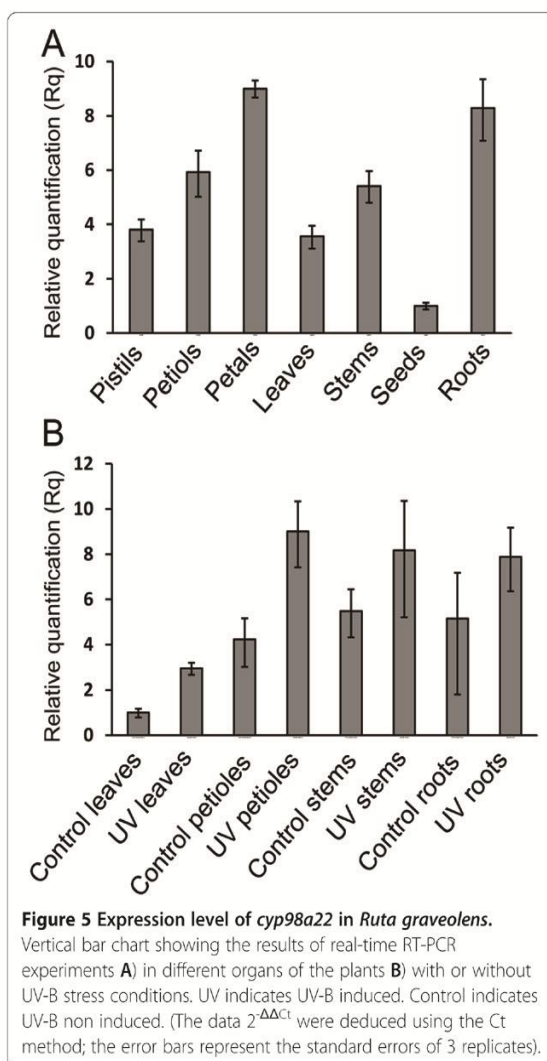 A
Relative quantification (Rq)
10
8
6
4
2
0
Pistils
Petiols
Petals
Leaves
Stems
Seeds
Roots
B
Relative quantification (Rq)
12
10
8
6
4
2
0
Control leaves
UV leaves
Control petioles
UV petioles
Control stems
UV stems
Control roots
UV roots
Figure 5 Expression level of cyp98a22 in Ruta graveolens.
Vertical bar chart showing the results of real-time RT-PCR
experiments A) in different organs of the plants B) with or without
UV-B stress conditions. UV indicates UV-B induced. Control indicates
UV-B non induced. (The data 2^-ΔΔCt were deduced using the Ct
method; the error bars represent the standard errors of 3 replicates).